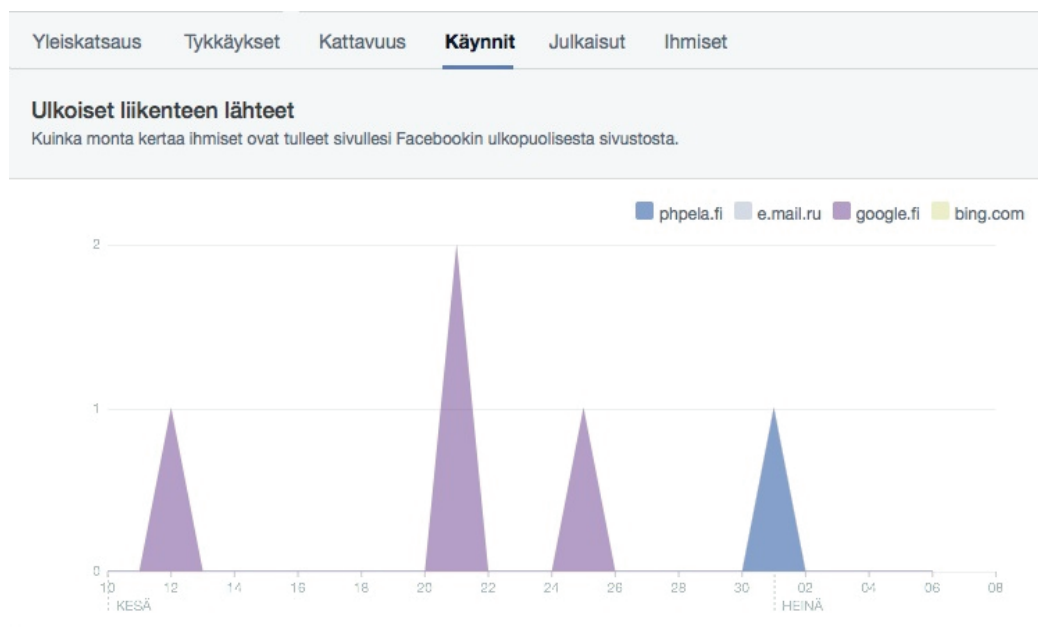 Yleiskatsaus Tykkäykset Kattavuus Käynnit Julkaisut Ihmiset
Ulkoiset liikenteen lähteet
Kuinka monta kertaa ihmiset ovat tulleet sivullesi Facebookin ulkopuolisesta sivustosta.
phpela.fi e.mail.ru google.fi bing.com
2
1
0
10 12 14 16 18 20 22 24 26 28 30 02 04 06 08
KESÄ HEINÄ